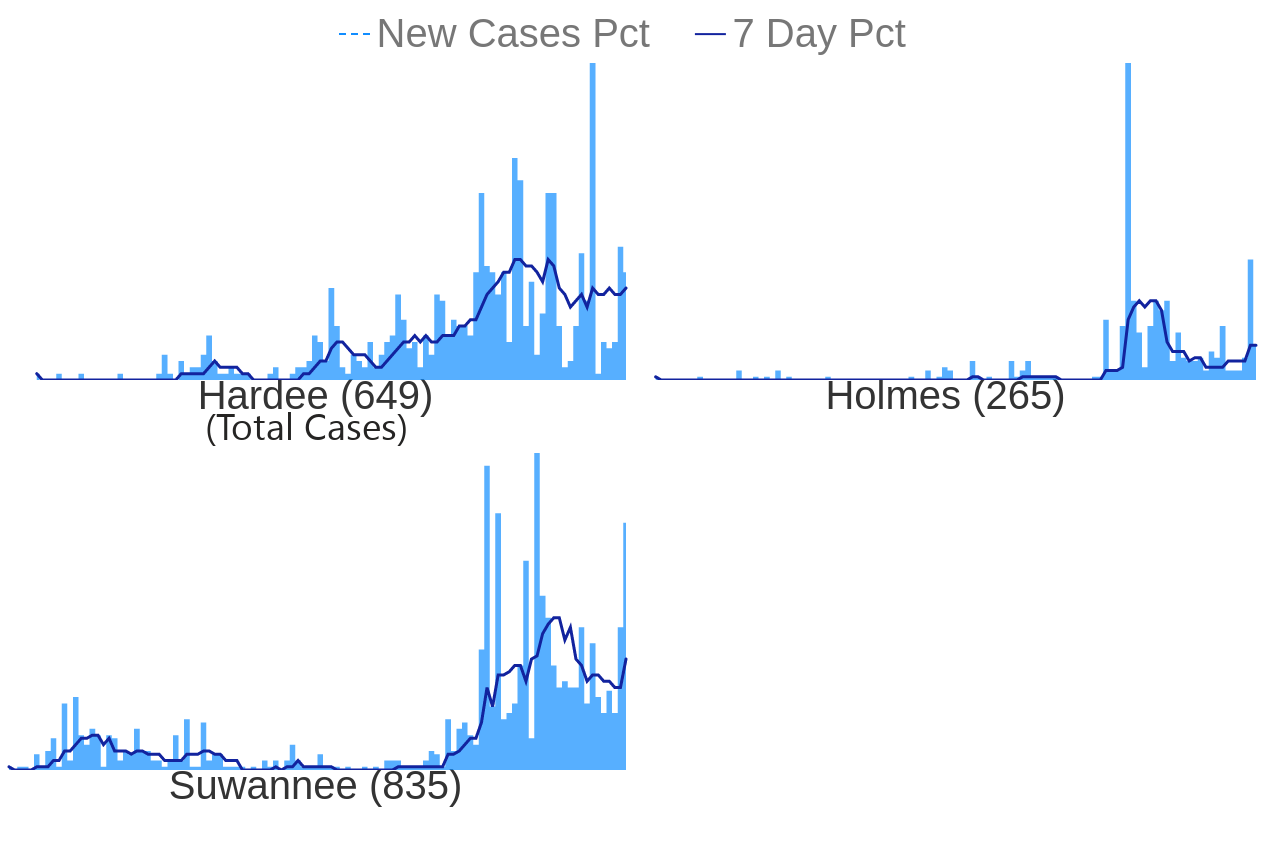 New Cases Pct 7 Day Pct
Hardee (649)
(Total Cases)
Holmes (265)
Suwannee (835)